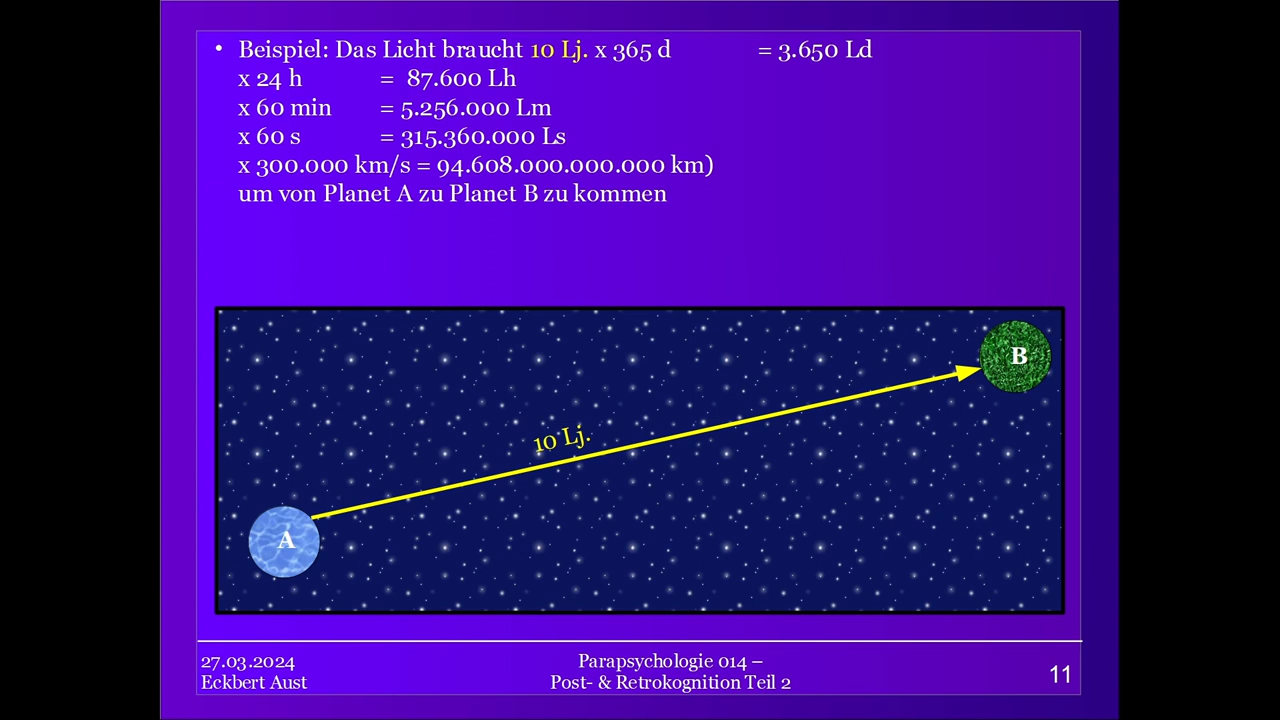 • Beispiel: Das Licht braucht 10 Lj. x 365 d = 3.650 Ld
x 24 h = 87.600 Lh
x 60 min = 5.256.000 Lm
x 60 s = 315.360.000 Ls
x 300.000 km/s = 94.608.000.000.000 km)
um von Planet A zu Planet B zu kommen
B
10 Lj.
A
27.03.2024
Eckbert Aust
Parapsychologie 014 –
Post- & Retrokognition Teil 2
11